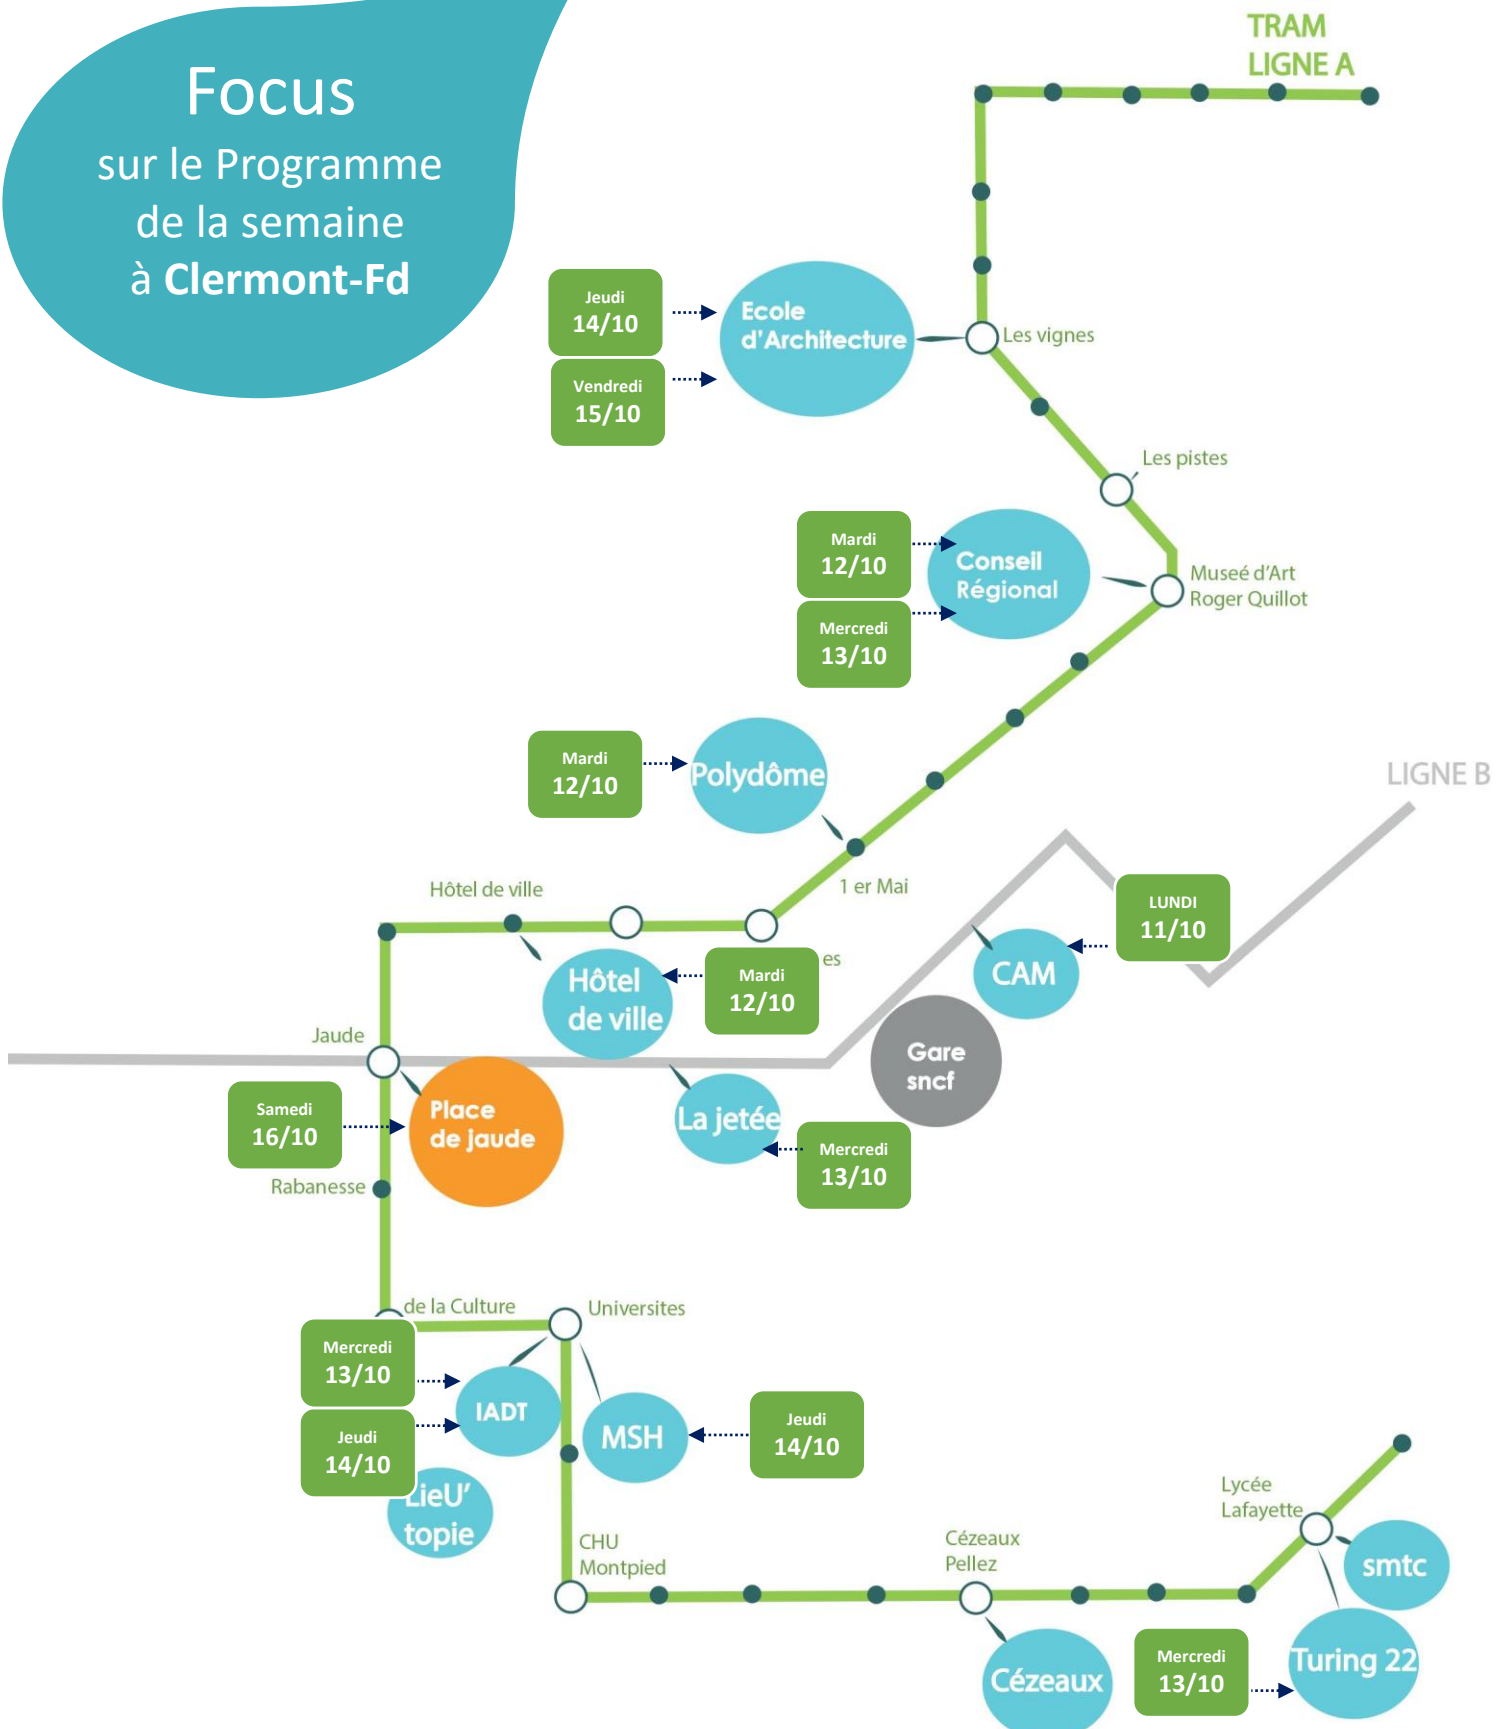 Focus
sur le Programme
de la semaine
à Clermont-Fd
TRAM
LIGNE A
Jeudi
14/10
Vendredi
15/10
Ecole
d'Architecture
Les vignes
Les pistes
Mardi
12/10
Mercredi
13/10
Conseil
Régional
Museé d'Art
Roger Quillot
Mardi
12/10
Polydôme
LIGNE B
1 er Mai
Hôtel de ville
LUNDI
11/10
CAM
Hôtel
de ville
Mardi
12/10
es
Jaude
Gare
sncf
Samedi
16/10
Place
de jaude
La jetée
Mercredi
13/10
Rabanesse
de la Culture
Universites
Mercredi
13/10
Jeudi
14/10
IADT
MSH
Jeudi
14/10
LieU'
topie
CHU
Montpied
Cézeaux
Pellez
Lycée
Lafayette
smtc
Cézeaux
Mercredi
13/10
Turing 22